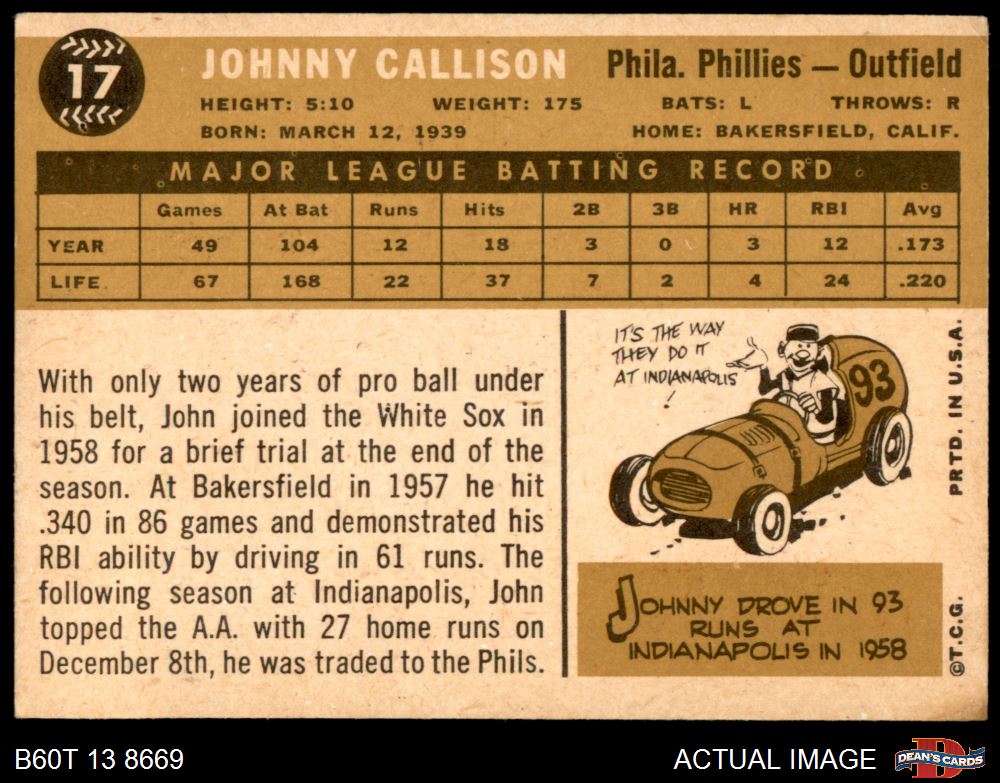 17
JOHNNY CALLISON
Phila. Phillies — Outfield
HEIGHT: 5:10 WEIGHT: 175 BATS: L THROWS: R
BORN: MARCH 12, 1939 HOME: BAKERSFIELD, CALIF.
MAJOR LEAGUE BATTING RECORD
Games At Bat Runs Hits 2B 3B HR RBI Avg
YEAR 49 104 12 18 3 0 3 12 .173
LIFE 67 168 22 37 7 2 4 24 .220
With only two years of pro ball under
his belt, John joined the White Sox in
1958 for a brief trial at the end of the
season. At Bakersfield in 1957 he hit
.340 in 86 games and demonstrated his
RBI ability by driving in 61 runs. The
following season at Indianapolis, John
topped the A.A. with 27 home runs on
December 8th, he was traded to the Phils.
IT'S THE WAY
THEY DO IT
AT INDIANAPOLIS
!
93
JOHNNY DROVE IN 93
RUNS AT
INDIANAPOLIS IN 1958
©T.C.G. PRTD. IN U.S.A.
B60T 13 8669
ACTUAL IMAGE
D
DEAN'S CARDS